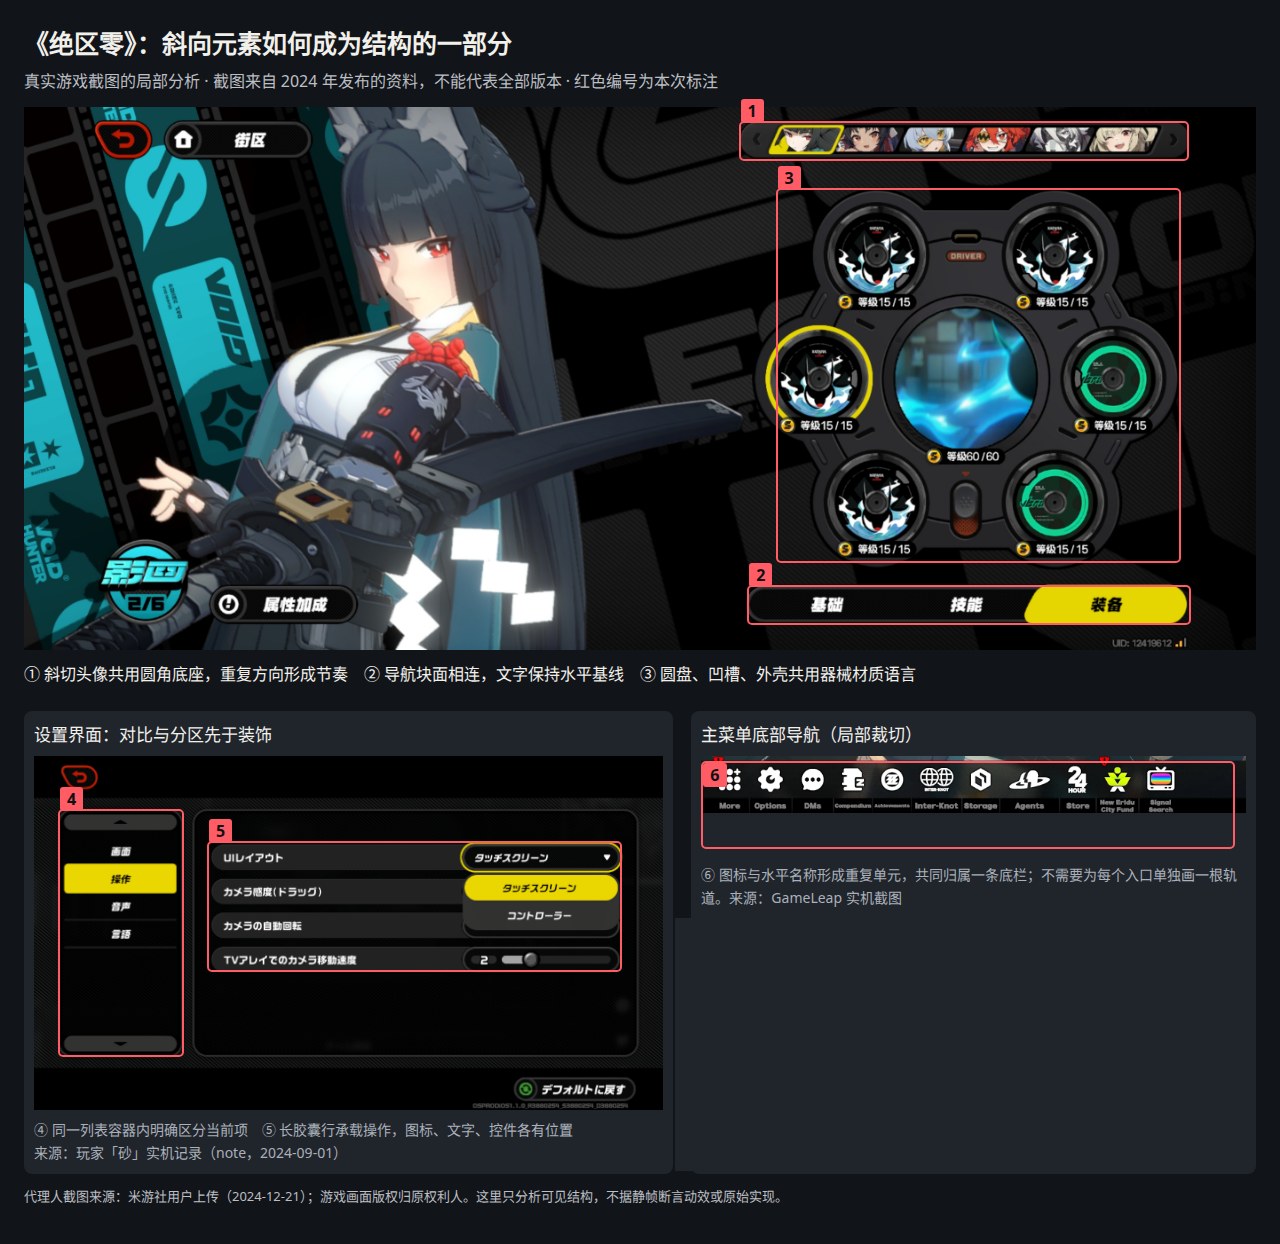 《绝区零》：斜向元素如何成为结构的一部分
真实游戏截图的局部分析 · 截图来自 2024 年发布的资料，不能代表全部版本 · 红色编号为本次标注
1
街区
3
DRIVER
等级15/15
等级15/15
VOID
等级15/15
等级15/15
等级60/60
VOID HUNTER
影画
2/6
等级15/15
等级15/15
2
属性加成
基础 技能 装备
UID: 12419612
① 斜切头像共用圆角底座，重复方向形成节奏 ② 导航块面相连，文字保持水平基线 ③ 圆盘、凹槽、外壳共用器械材质语言
设置界面：对比与分区先于装饰
4
5
画面
操作
音声
言語
UIレイアウト タッチスクリーン
タッチスクリーン
カメラ感度(ドラッグ)
コントローラー
カメラの自動回転
TVアレイでのカメラ移動速度 2
デフォルトに戻す
④ 同一列表容器内明确区分当前项 ⑤ 长胶囊行承载操作，图标、文字、控件各有位置
来源：玩家「砂」实机记录（note，2024-09-01）
主菜单底部导航（局部裁切）
6
24 HOUR
INTER-KNOT
More Options DMs Compendium Achievements Inter-Knot Storage Agents Store New Eridu City Fund Signal Search
⑥ 图标与水平名称形成重复单元，共同归属一条底栏；不需要为每个入口单独画一根轨
道。来源：GameLeap 实机截图
代理人截图来源：米游社用户上传（2024-12-21）；游戏画面版权归原权利人。这里只分析可见结构，不据静帧断言动效或原始实现。